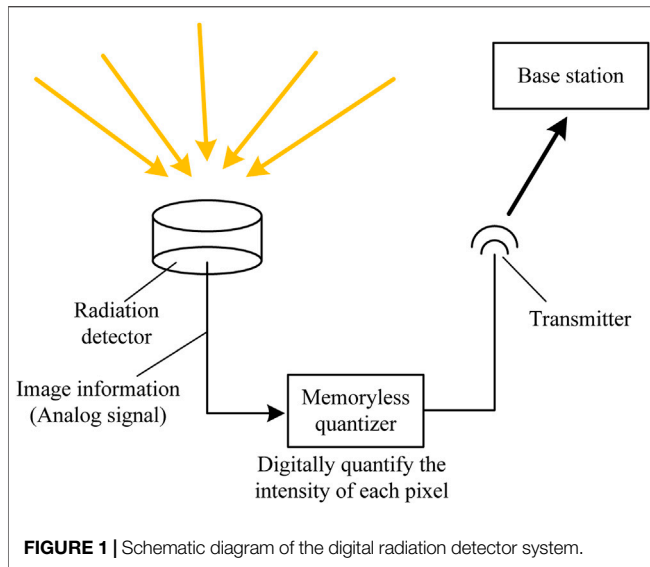 Base station
Radiation
detector
Transmitter
Image information
(Analog signal)
Memoryless
quantizer
Digitally quantify the
intensity of each pixel
FIGURE 1 | Schematic diagram of the digital radiation detector system.